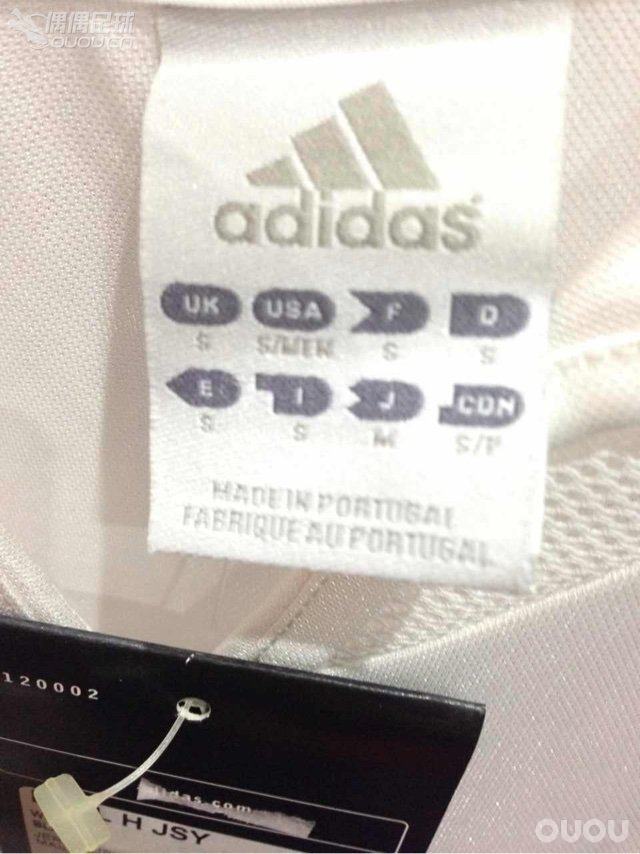 偶偶足球
OUOU.CN
adidas
UK USA F D
S S/MEN S S
E I J CDN
S S M S/P
MADE IN PORTUGAL
FABRIQUE AU PORTUGAL
120002
adidas.com
H JSY
OUOU